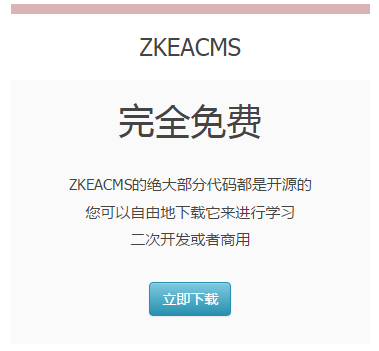 ZKEACMS
完全免费
ZKEACMS的绝大部分代码都是开源的
您可以自由地下载它来进行学习
二次开发或者商用
立即下载